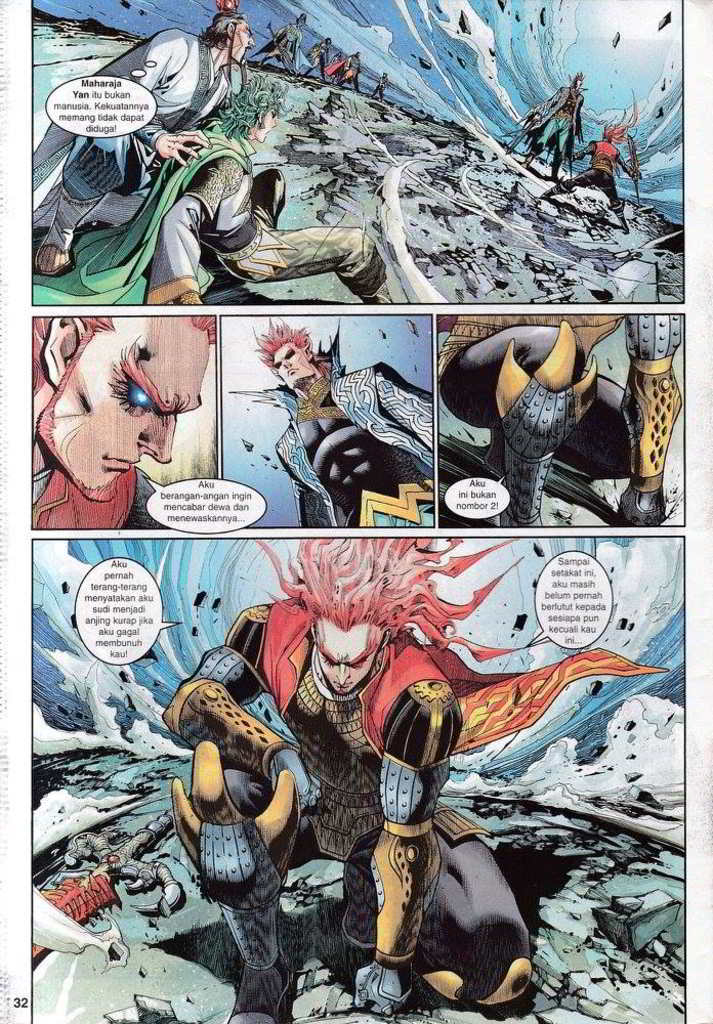 Maharaja
Yan itu bukan
manusia. Kekuatannya
memang tidak dapat
diduga!
Aku
berangan-angan ingin
mencabar dewa dan
menewaskannya...
Aku
ini bukan
nombor 2!
Aku
pernah
terang-terang
menyatakan aku
sudi menjadi
anjing kurap jika
aku gagal
membunuh
kau!
Sampai
setakat ini,
aku masih
belum pernah
berlutut kepada
sesiapa pun
kecuali kau
ini...
32